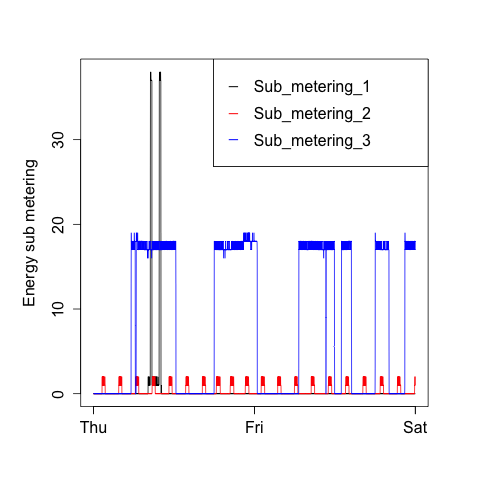 Sub_metering_1
Sub_metering_2
Sub_metering_3
Energy sub metering
30
20
10
0
Thu
Fri
Sat